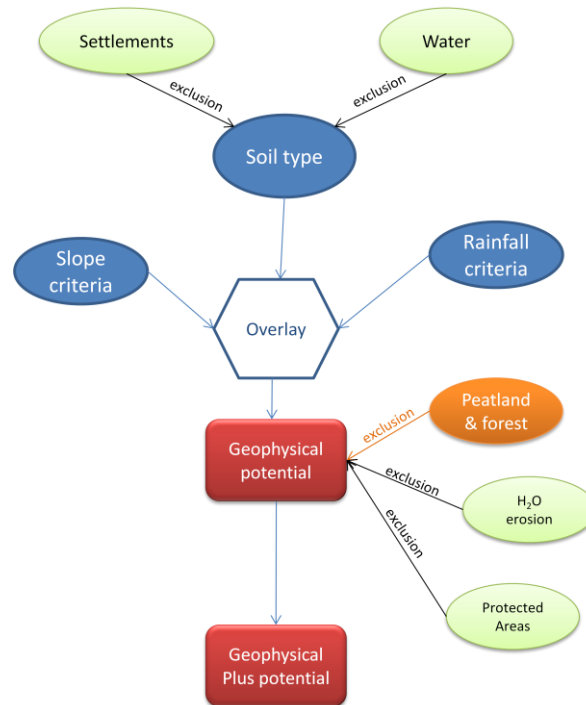 Settlements
Water
exclusion
exclusion
Soil type
Slope
criteria
Rainfall
criteria
Overlay
Peatland
& forest
exclusion
Geophysical
potential
exclusion
H₂O
erosion
exclusion
Protected
Areas
Geophysical
Plus potential